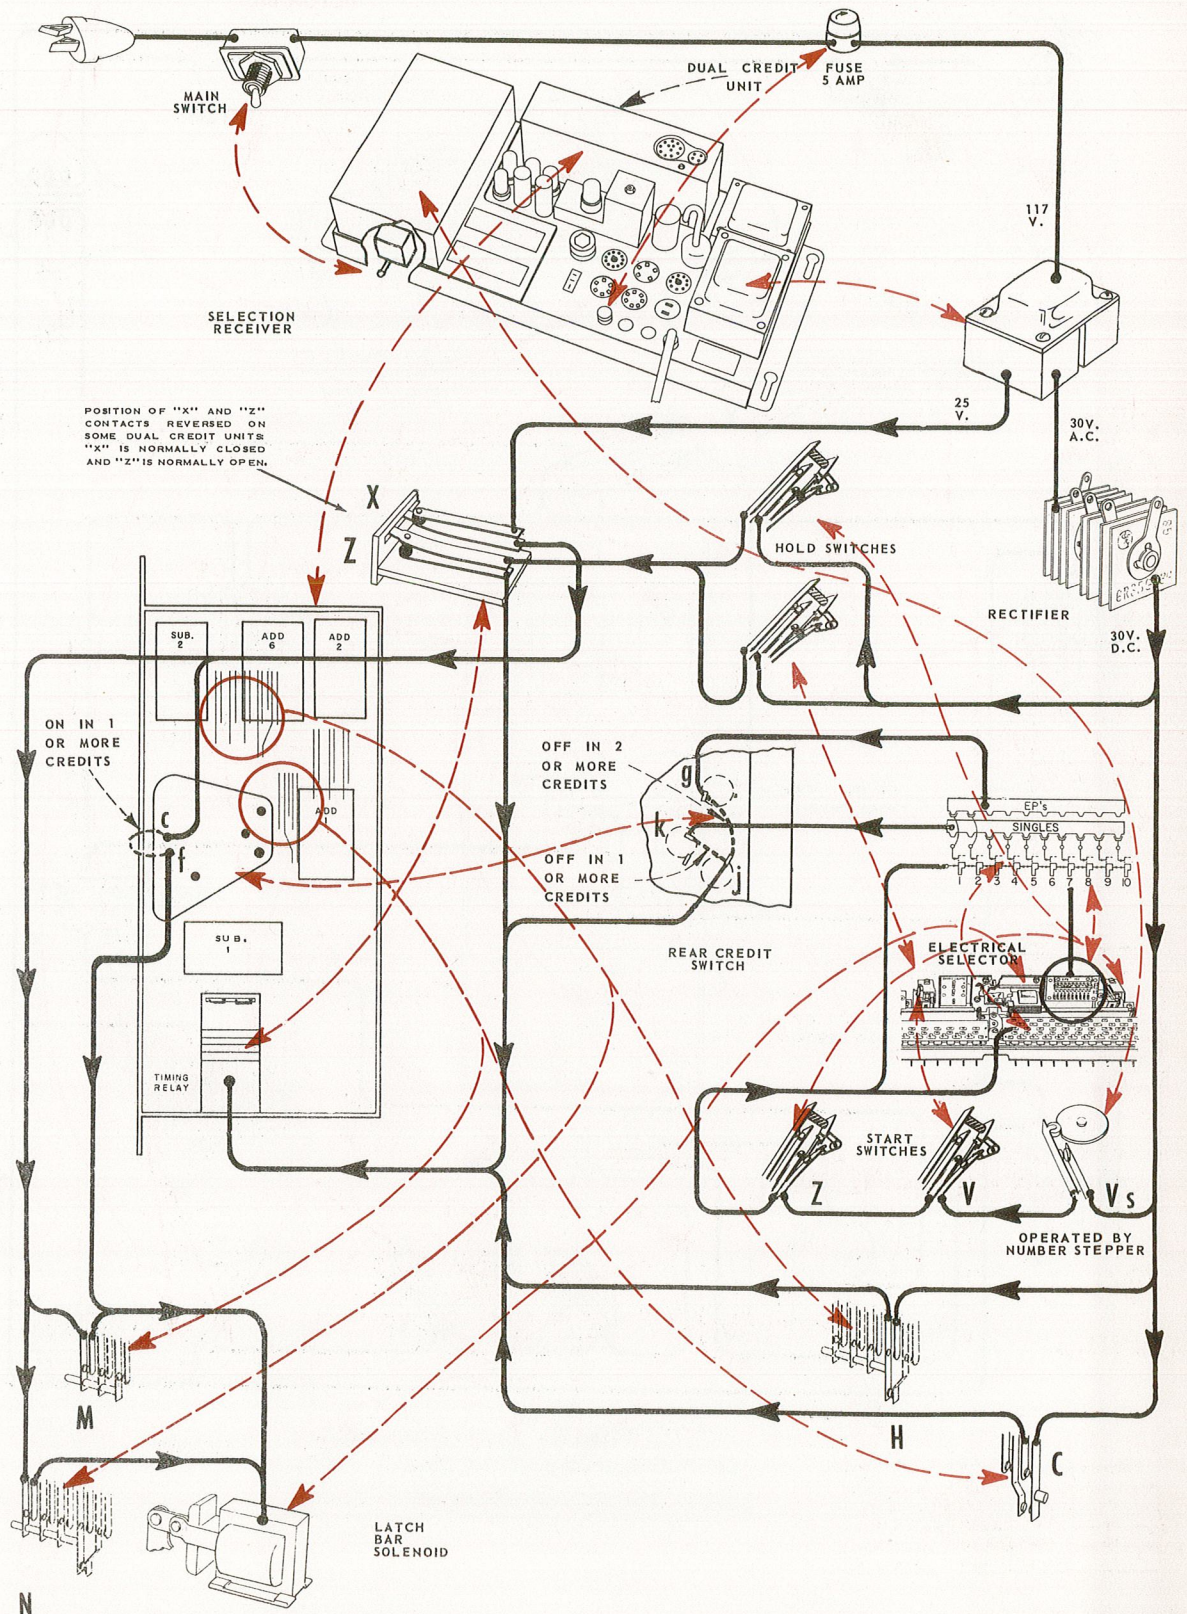 MAIN
SWITCH
DUAL CREDIT
UNIT
FUSE
5 AMP
117
V.
SELECTION
RECEIVER
25
V.
30V.
A.C.
POSITION OF "X" AND "Z"
CONTACTS REVERSED ON
SOME DUAL CREDIT UNITS:
"X" IS NORMALLY CLOSED
AND "Z" IS NORMALLY OPEN.
X
Z
HOLD SWITCHES
RECTIFIER
30V.
D.C.
SUB.
2
ADD
6
ADD
2
ON IN 1
OR MORE
CREDITS
c
f
ADD
1
OFF IN 2
OR MORE
CREDITS
g
k
j
OFF IN 1
OR MORE
CREDITS
REAR CREDIT
SWITCH
EP's
SINGLES
1 2 3 4 5 6 7 8 9 10
ELECTRICAL
SELECTOR
SUB.
1
TIMING
RELAY
START
SWITCHES
Z
V
Vs
OPERATED BY
NUMBER STEPPER
M
H
C
N
LATCH
BAR
SOLENOID